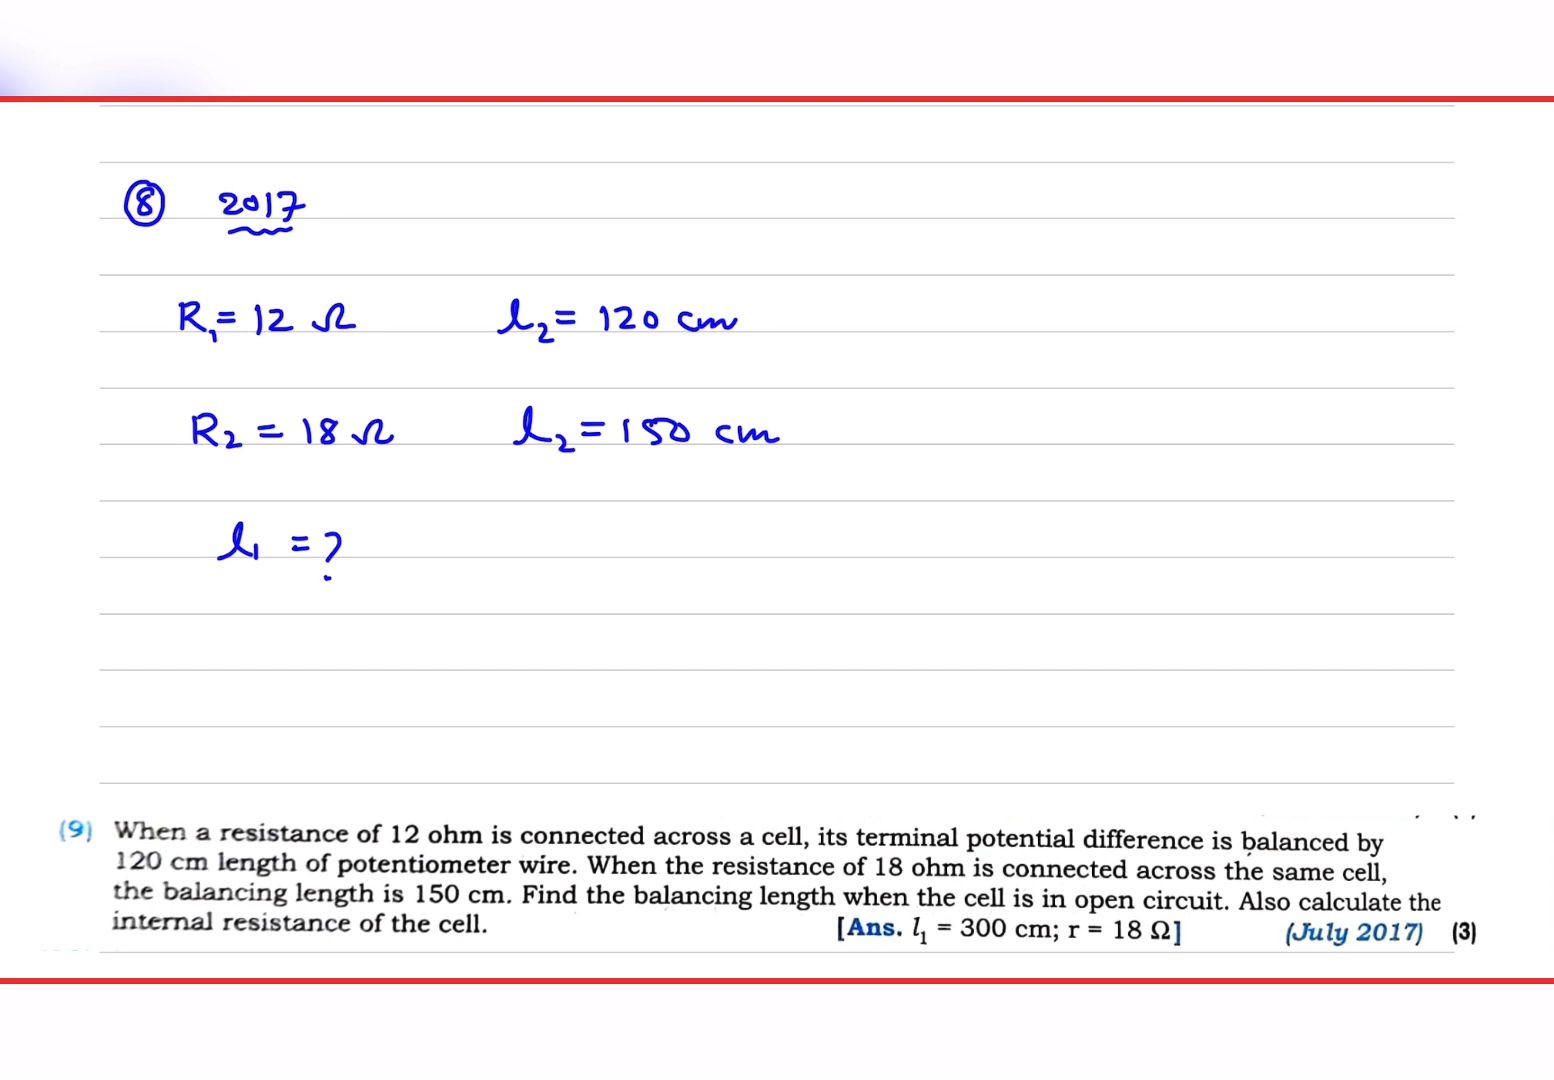 8 2017
R₁ = 12 Ω l₂ = 120 cm
R₂ = 18 Ω l₂ = 150 cm
l₁ = ?
(9) When a resistance of 12 ohm is connected across a cell, its terminal potential difference is balanced by
120 cm length of potentiometer wire. When the resistance of 18 ohm is connected across the same cell,
the balancing length is 150 cm. Find the balancing length when the cell is in open circuit. Also calculate the
internal resistance of the cell. [Ans. l₁ = 300 cm; r = 18 Ω] (July 2017) (3)